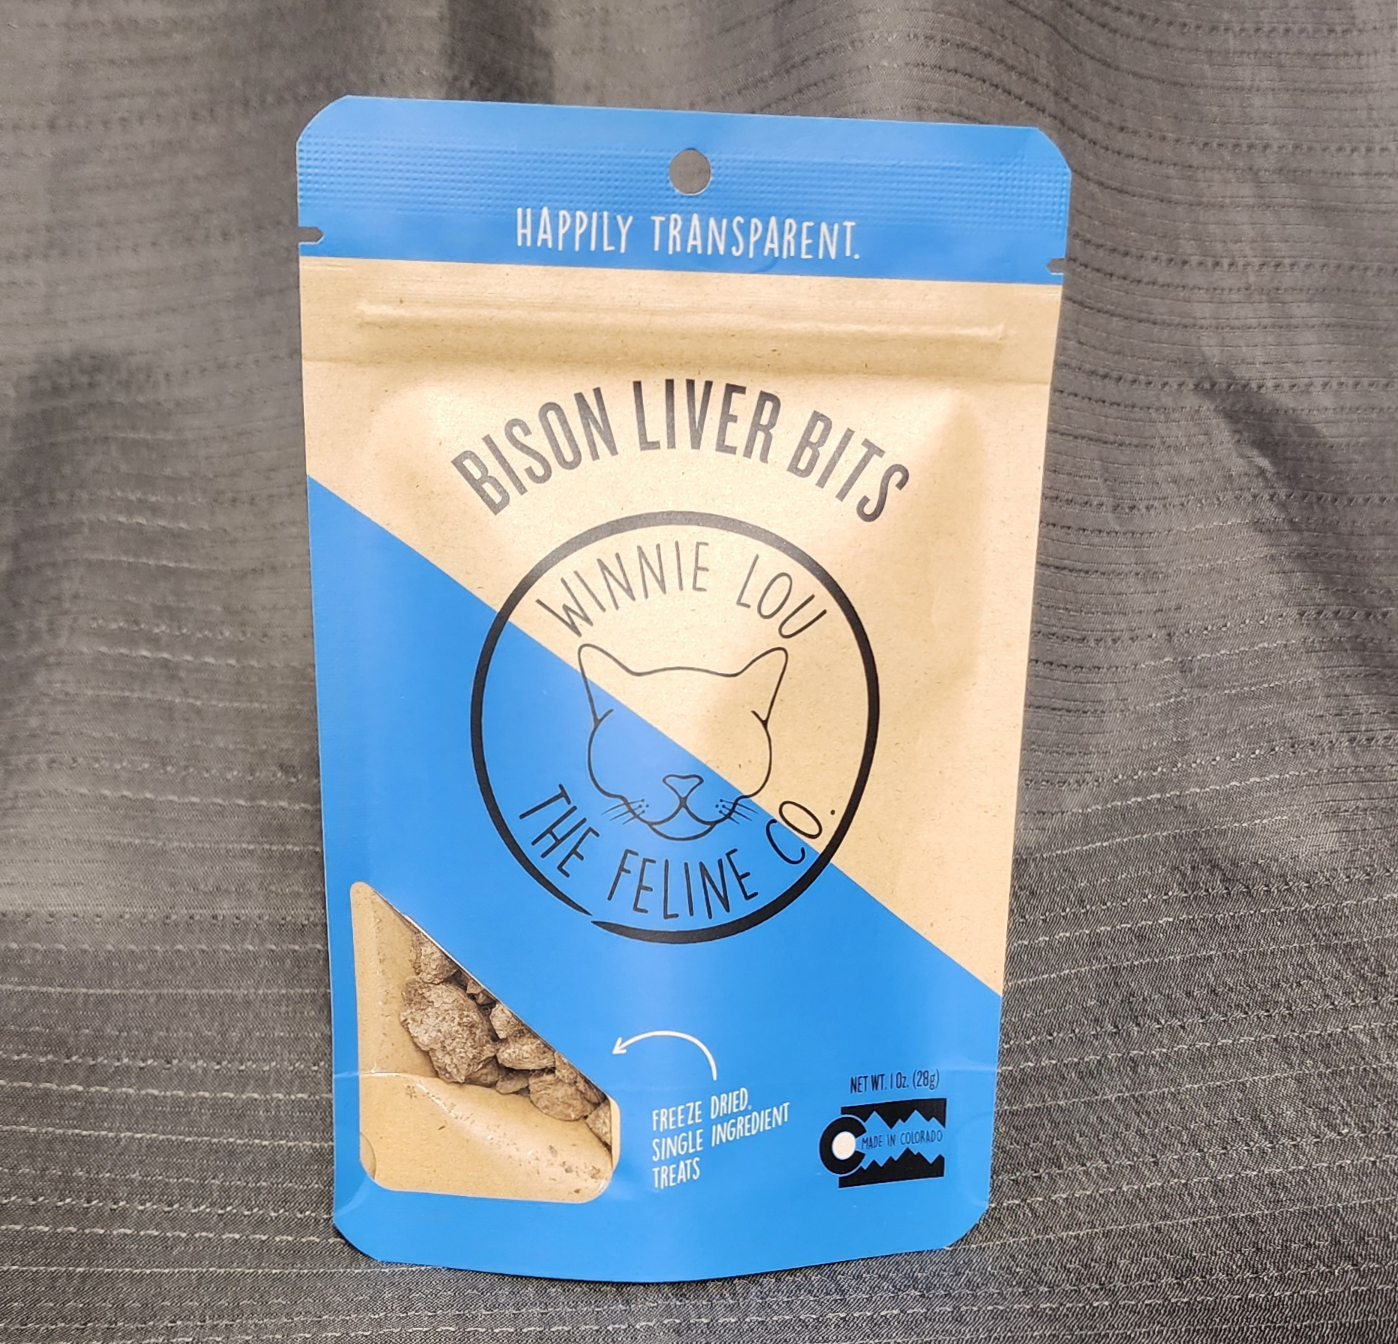 HAPPILY TRANSPARENT.
BISON LIVER BITS
WINNIE LOU
THE FELINE CO.
FREEZE DRIED,
SINGLE INGREDIENT
TREATS
NET WT. 1 Oz. (28g)
MADE IN COLORADO